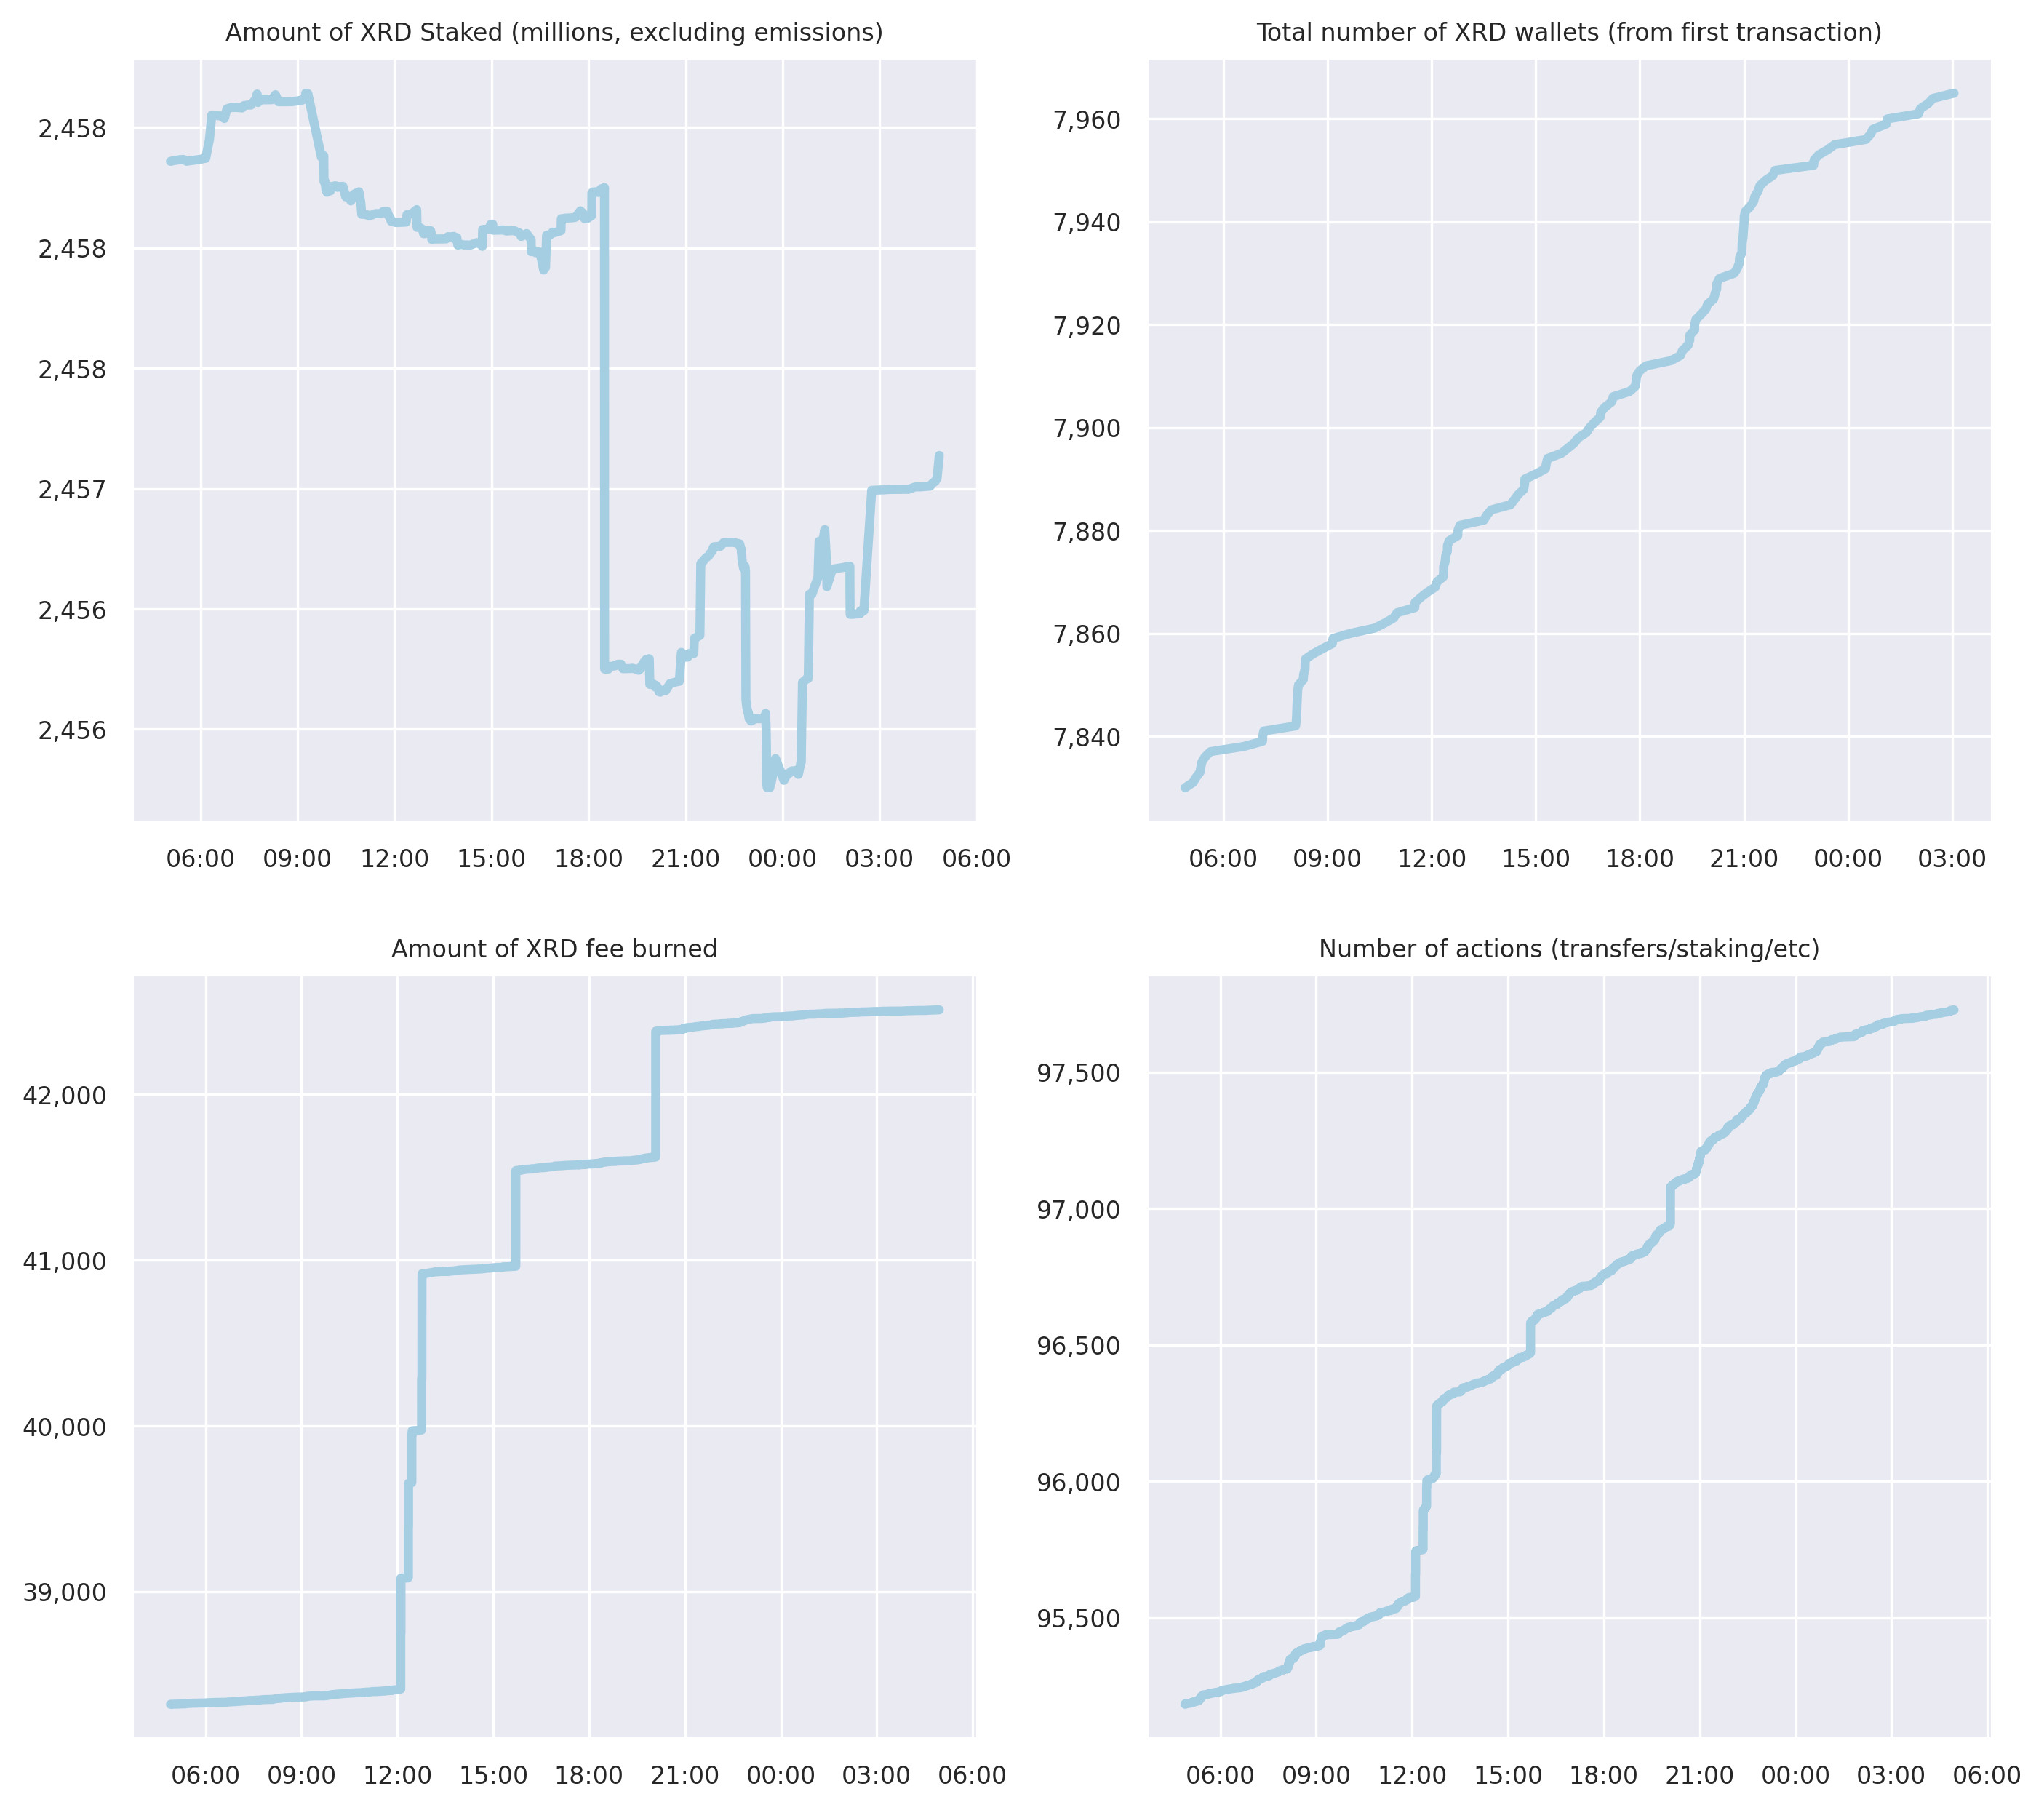 Amount of XRD Staked (millions, excluding emissions)
2,458
2,458
2,458
2,457
2,456
2,456
06:00 09:00 12:00 15:00 18:00 21:00 00:00 03:00 06:00
Total number of XRD wallets (from first transaction)
7,960
7,940
7,920
7,900
7,880
7,860
7,840
06:00 09:00 12:00 15:00 18:00 21:00 00:00 03:00
Amount of XRD fee burned
42,000
41,000
40,000
39,000
06:00 09:00 12:00 15:00 18:00 21:00 00:00 03:00 06:00
Number of actions (transfers/staking/etc)
97,500
97,000
96,500
96,000
95,500
06:00 09:00 12:00 15:00 18:00 21:00 00:00 03:00 06:00